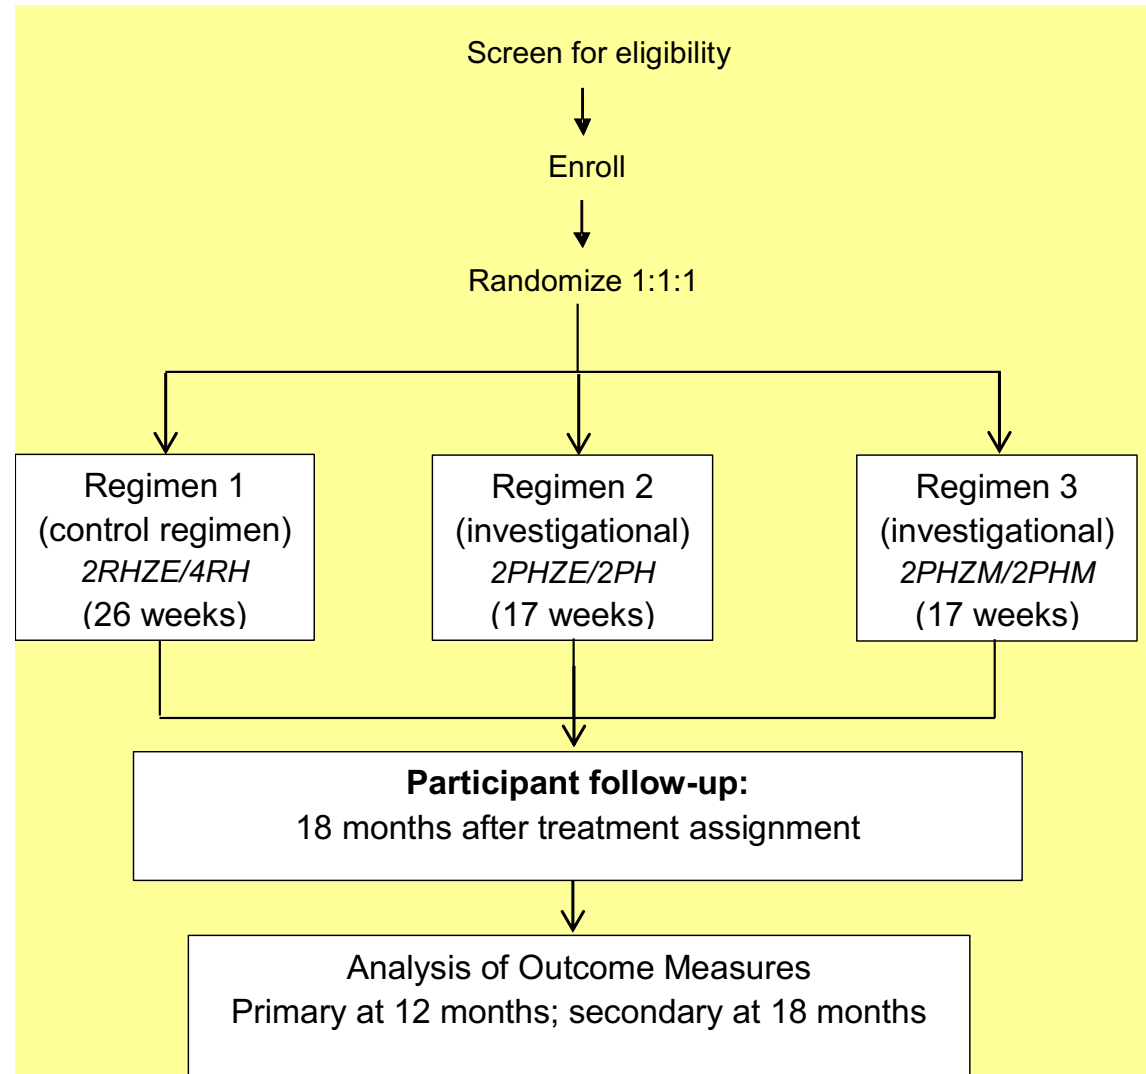 Screen for eligibility
Enroll
Randomize 1:1:1
Regimen 1
(control regimen)
2RHZE/4RH
(26 weeks)
Regimen 2
(investigational)
2PHZE/2PH
(17 weeks)
Regimen 3
(investigational)
2PHZM/2PHM
(17 weeks)
Participant follow-up:
18 months after treatment assignment
Analysis of Outcome Measures
Primary at 12 months; secondary at 18 months